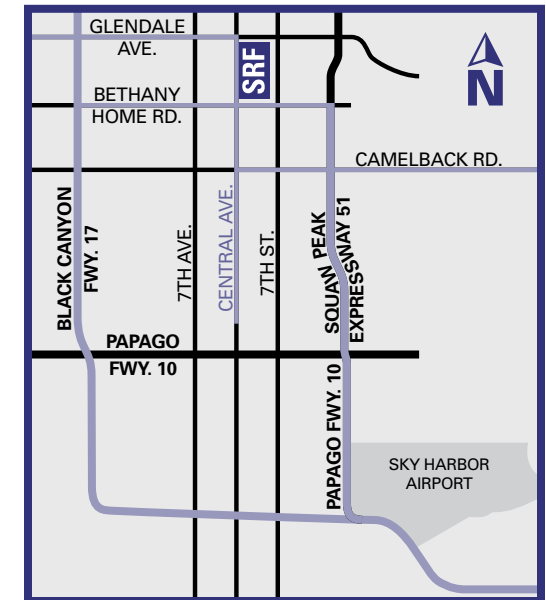 GLENDALE
AVE.
SRF
N
BETHANY
HOME RD.
CAMELBACK RD.
BLACK CANYON
FWY. 17
7TH AVE.
CENTRAL AVE.
7TH ST.
SQUAW PEAK
EXPRESSWAY 51
PAPAGO
FWY. 10
PAPAGO FWY. 10
SKY HARBOR
AIRPORT